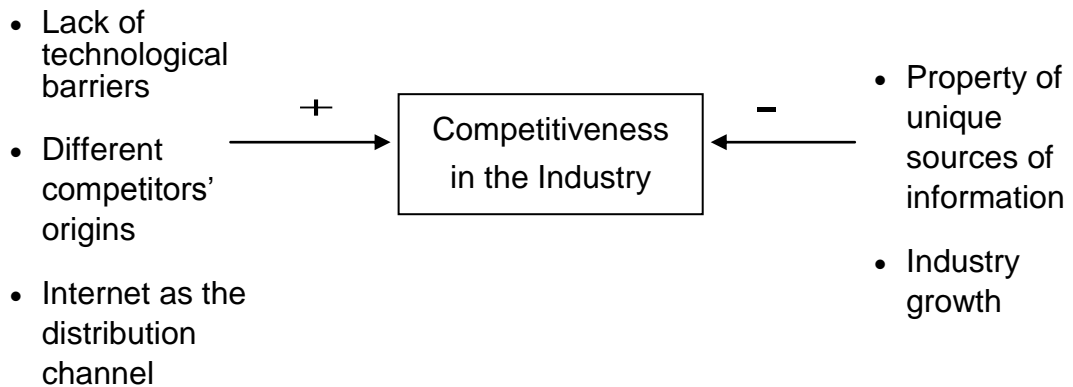 • Lack of
technological
barriers
• Different
competitors’
origins
• Internet as the
distribution
channel
+
Competitiveness
in the Industry
–
• Property of
unique
sources of
information
• Industry
growth